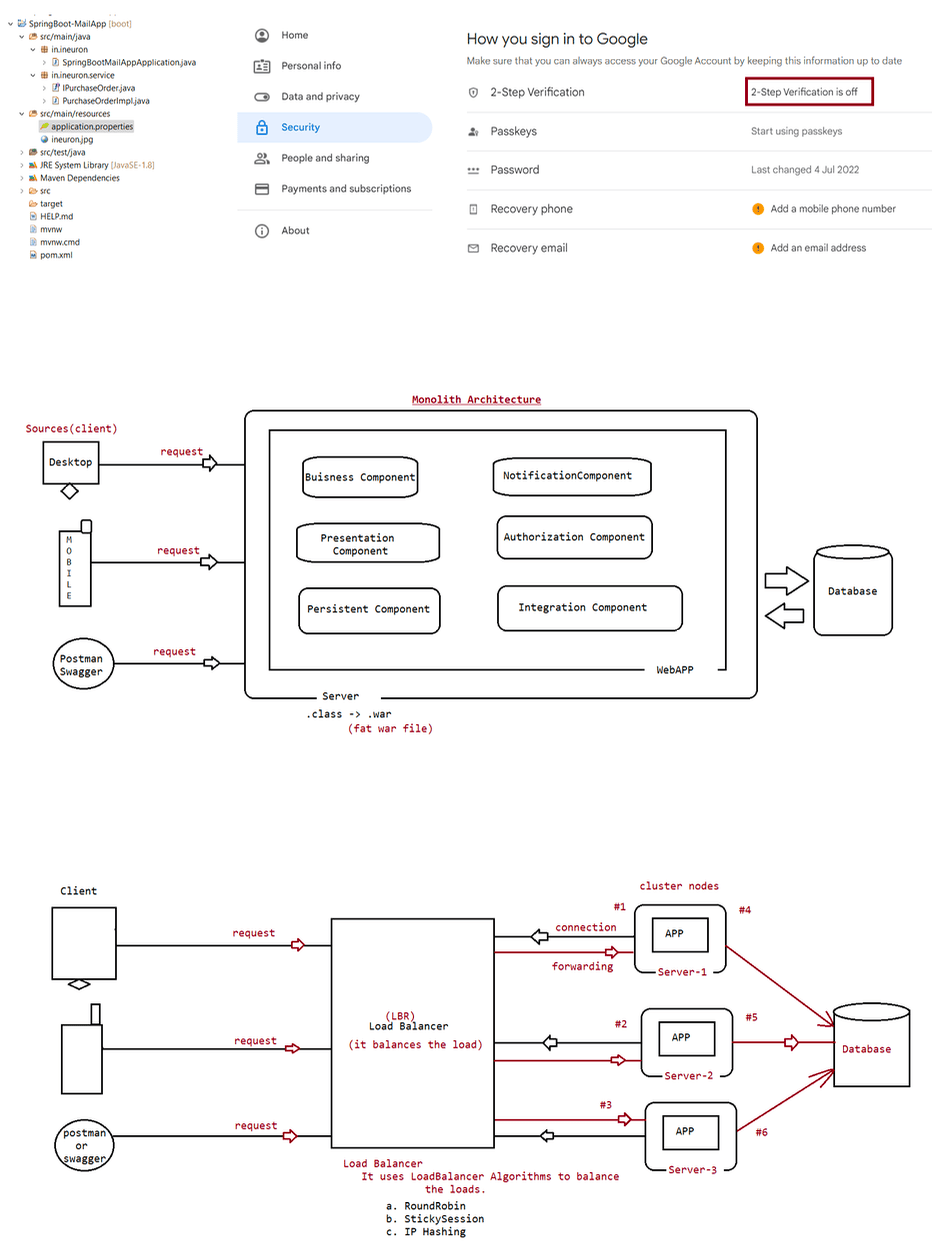 SpringBoot-MailApp [boot]
src/main/java
in.ineuron
SpringBootMailAppApplication.java
in.ineuron.service
IPurchaseOrder.java
PurchaseOrderImpl.java
src/main/resources
application.properties
ineuron.jpg
src/test/java
JRE System Library [JavaSE-1.8]
Maven Dependencies
src
target
HELP.md
mvnw
mvnw.cmd
pom.xml
Home
Personal info
Data and privacy
Security
People and sharing
Payments and subscriptions
About
How you sign in to Google
Make sure that you can always access your Google Account by keeping this information up to date
2-Step Verification 2-Step Verification is off
Passkeys Start using passkeys
Password Last changed 4 Jul 2022
Recovery phone Add a mobile phone number
Recovery email Add an email address
Monolith Architecture
Sources(client)
Desktop
request
MOBILE
request
Postman
Swagger
request
Buisness Component
NotificationComponent
Presentation
Component
Authorization Component
Persistent Component
Integration Component
WebAPP
Server
.class -> .war
(fat war file)
Database
Client
request
request
postman
or
swagger
request
(LBR)
Load Balancer
(it balances the load)
cluster nodes
#1
connection
forwarding
APP
Server-1
#4
#2
APP
Server-2
#5
#3
APP
Server-3
#6
Database
Load Balancer
It uses LoadBalancer Algorithms to balance
the loads.
a. RoundRobin
b. StickySession
c. IP Hashing